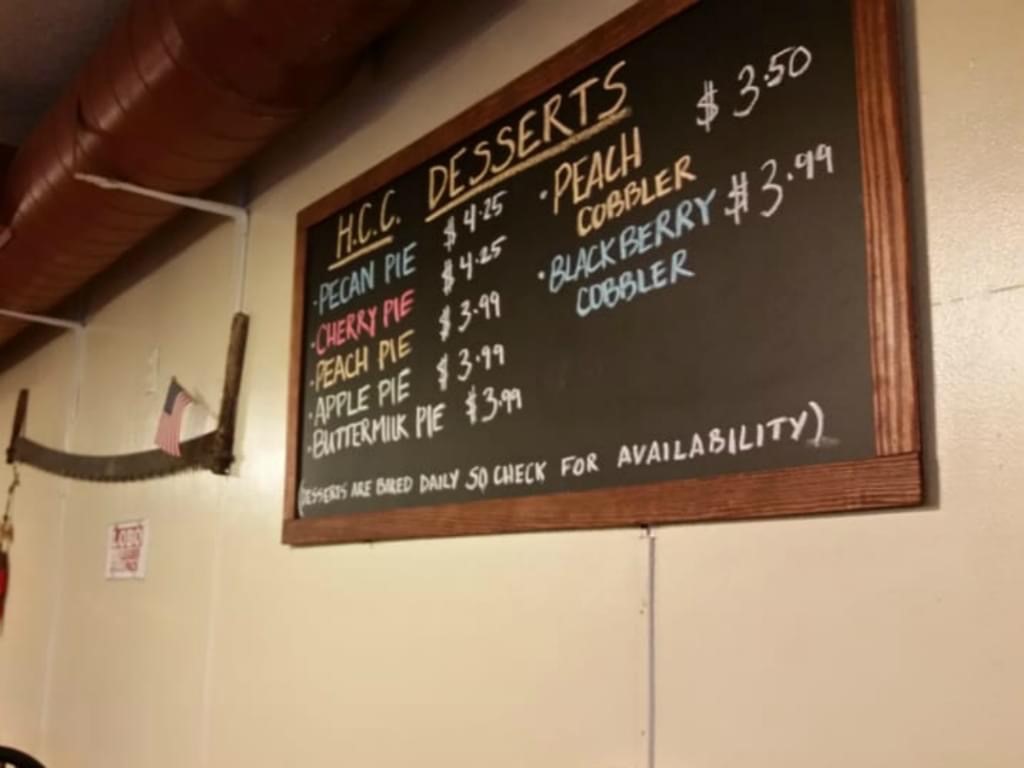 H.C.C. DESSERTS
· PECAN PIE $4.25
· CHERRY PIE $4.25
· PEACH PIE $3.99
· APPLE PIE $3.99
· BUTTERMILK PIE $3.99
· PEACH $3.50
COBBLER
· BLACKBERRY $3.99
COBBLER
(DESSERTS ARE BAKED DAILY SO CHECK FOR AVAILABILITY)
LOBO